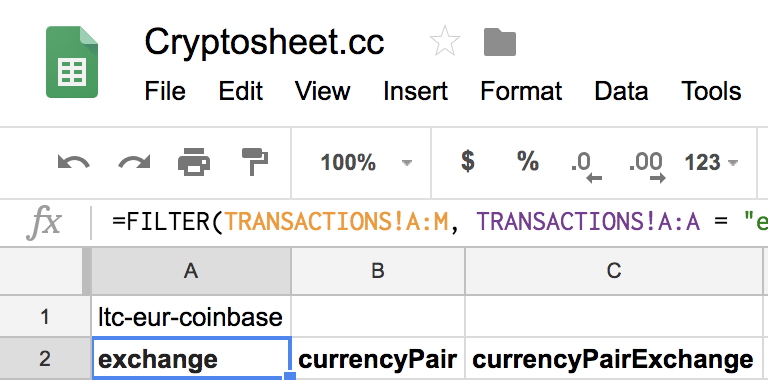 Cryptosheet.cc
File Edit View Insert Format Data Tools
100% $ % .0 .00 123
fx =FILTER(TRANSACTIONS!A:M, TRANSACTIONS!A:A = "e
A B C
1 ltc-eur-coinbase
2 exchange currencyPair currencyPairExchange